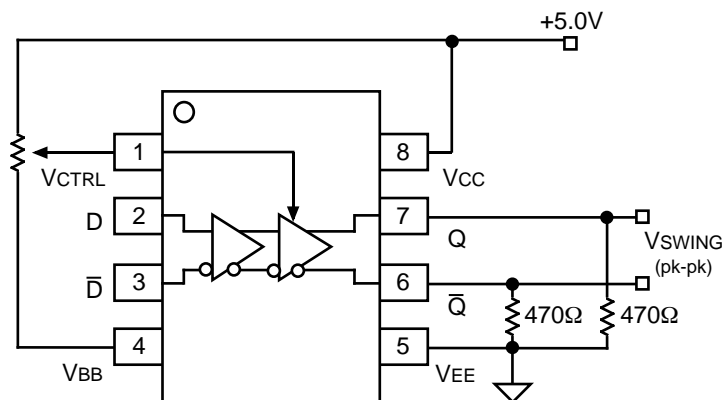 +5.0V
1
8
VCTRL
VCC
2
7
D
Q
VSWING
(pk-pk)
3
6
D̅
Q̅
470Ω
470Ω
4
5
VBB
VEE